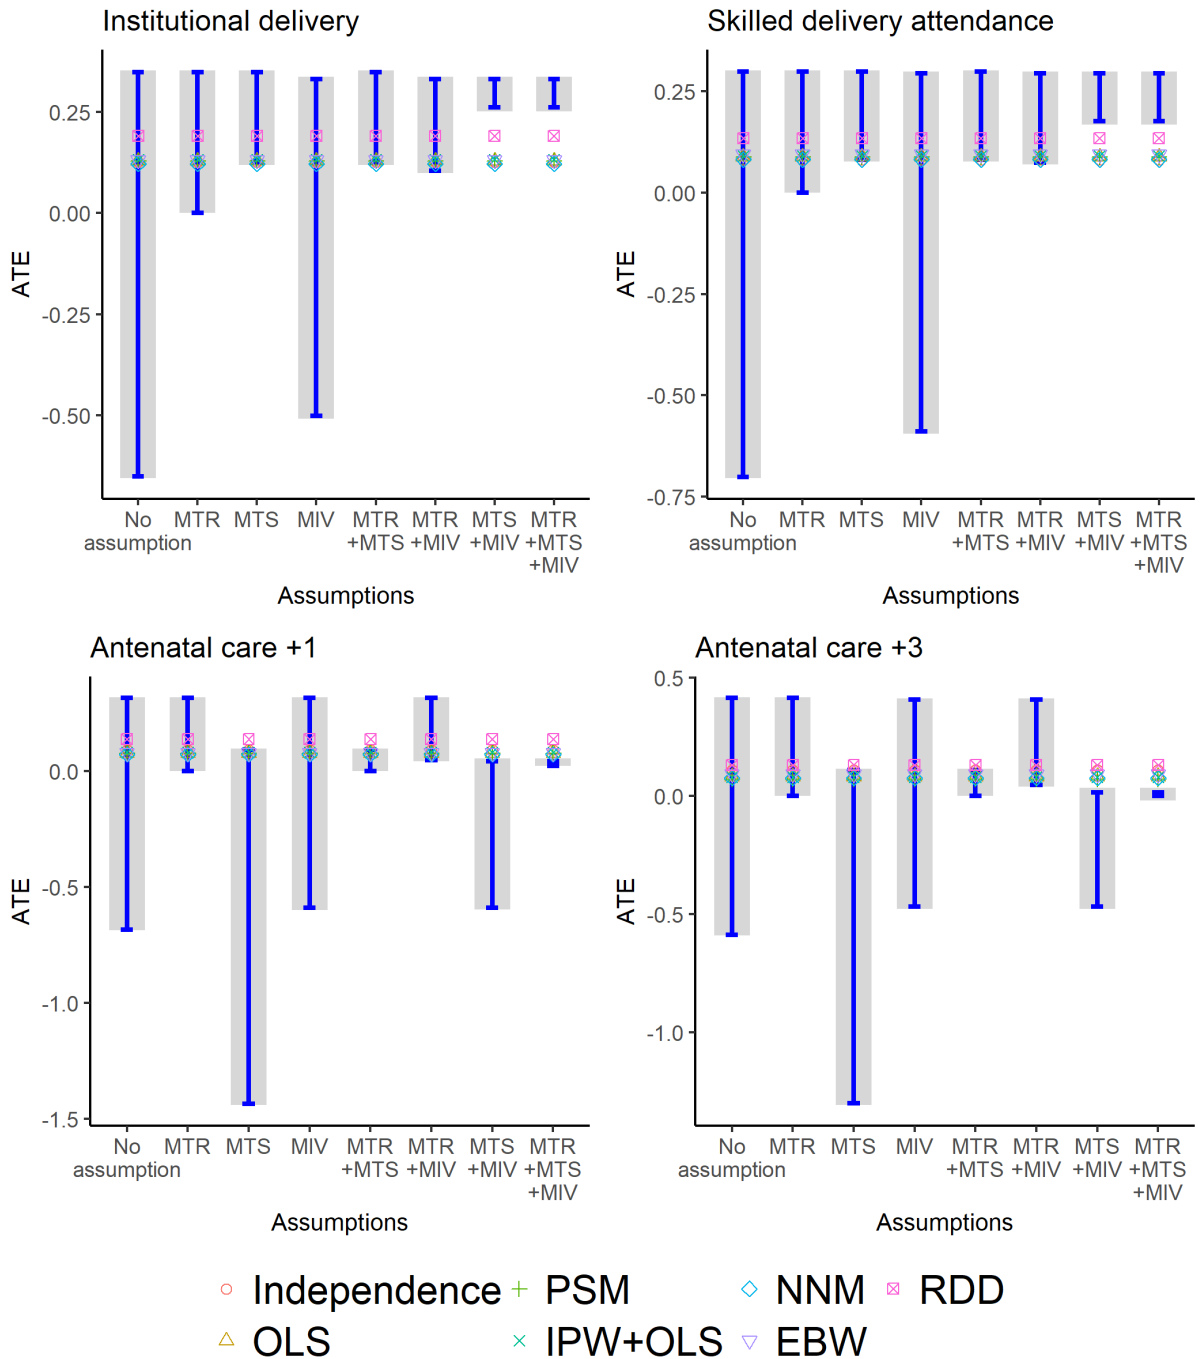 Institutional delivery
ATE
0.25
0.00
-0.25
-0.50
No assumption
MTR
MTS
MIV
MTR +MTS
MTR +MIV
MTS +MIV
MTR +MTS +MIV
Assumptions
Skilled delivery attendance
ATE
0.25
0.00
-0.25
-0.50
-0.75
No assumption
MTR
MTS
MIV
MTR +MTS
MTR +MIV
MTS +MIV
MTR +MTS +MIV
Assumptions
Antenatal care +1
ATE
0.0
-0.5
-1.0
-1.5
No assumption
MTR
MTS
MIV
MTR +MTS
MTR +MIV
MTS +MIV
MTR +MTS +MIV
Assumptions
Antenatal care +3
ATE
0.5
0.0
-0.5
-1.0
No assumption
MTR
MTS
MIV
MTR +MTS
MTR +MIV
MTS +MIV
MTR +MTS +MIV
Assumptions
Independence PSM NNM RDD
OLS IPW+OLS EBW